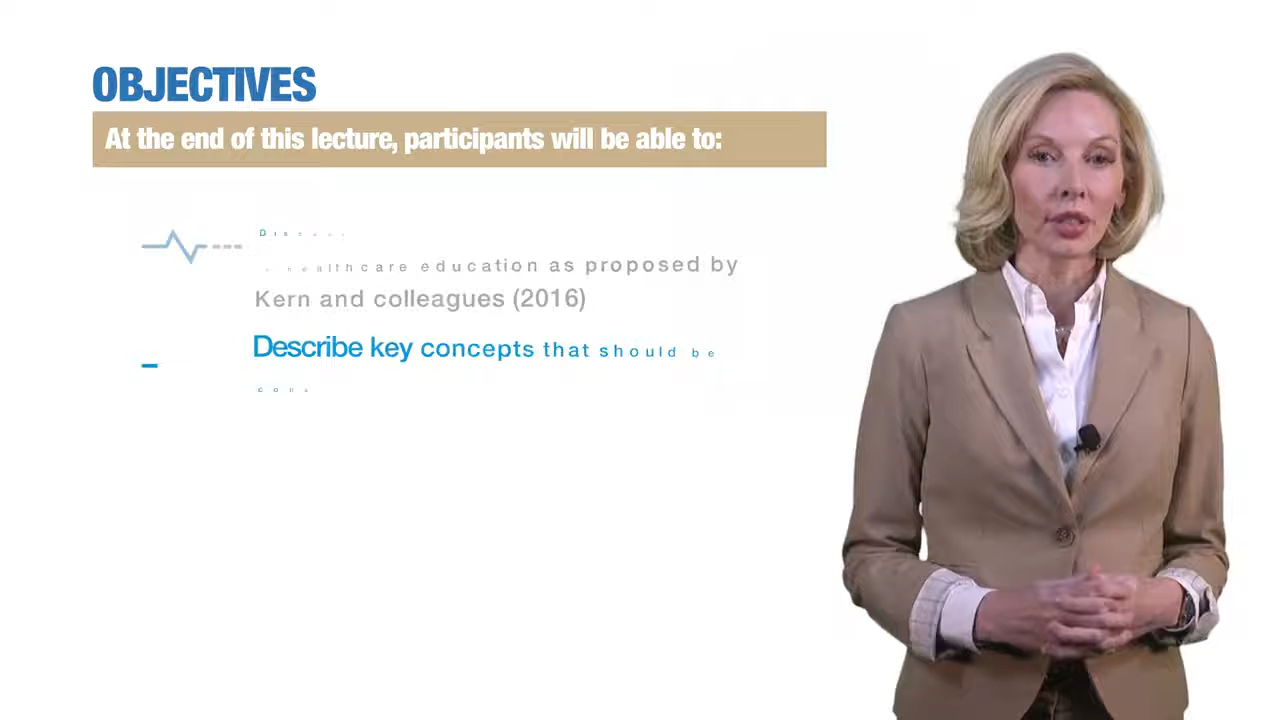 OBJECTIVES
At the end of this lecture, participants will be able to:
healthcare education as proposed by
Kern and colleagues (2016)
Describe key concepts that should be